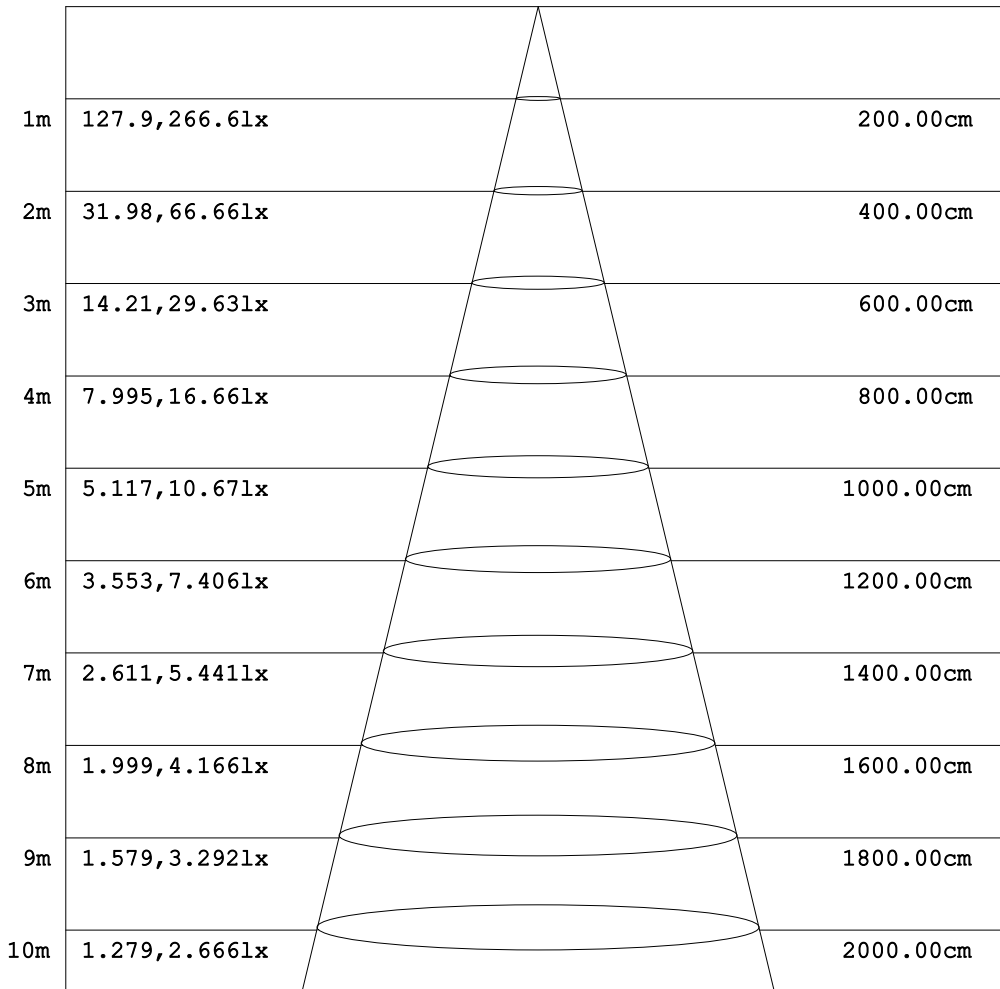 1m 127.9,266.6lx 200.00cm
2m 31.98,66.66lx 400.00cm
3m 14.21,29.63lx 600.00cm
4m 7.995,16.66lx 800.00cm
5m 5.117,10.67lx 1000.00cm
6m 3.553,7.406lx 1200.00cm
7m 2.611,5.441lx 1400.00cm
8m 1.999,4.166lx 1600.00cm
9m 1.579,3.292lx 1800.00cm
10m 1.279,2.666lx 2000.00cm